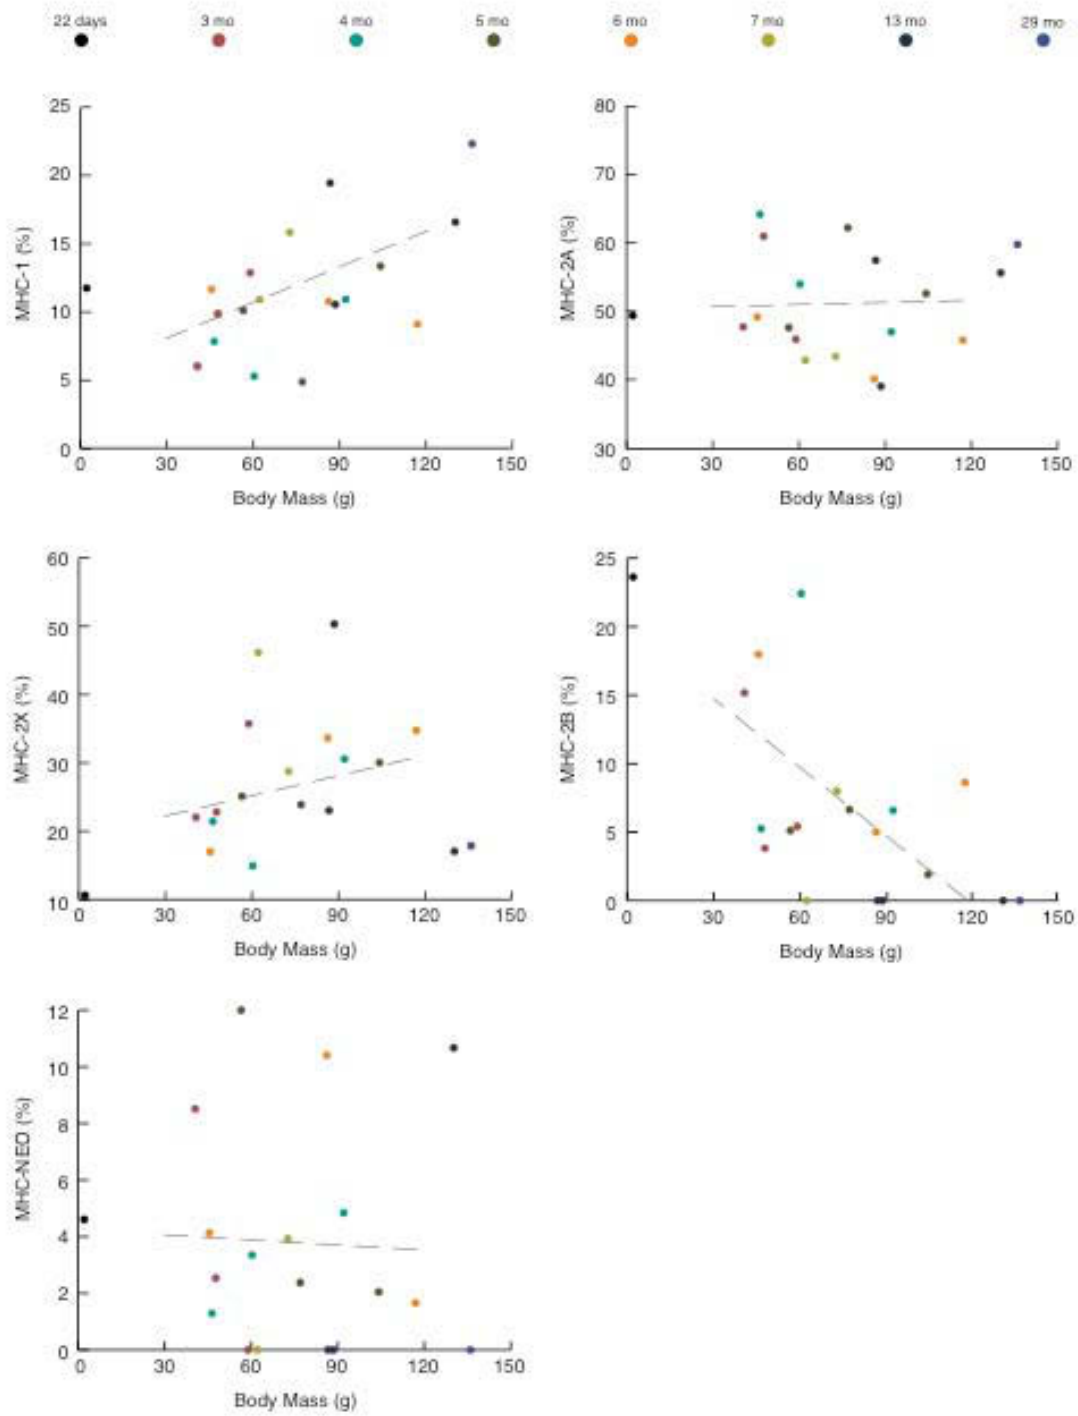 22 days 3 mo 4 mo 5 mo 6 mo 7 mo 13 mo 29 mo
25
20
15
10
5
0
MHC-1 (%)
0 30 60 90 120 150
Body Mass (g)
80
70
60
50
40
30
MHC-2A (%)
0 30 60 90 120 150
Body Mass (g)
60
50
40
30
20
10
MHC-2X (%)
0 30 60 90 120 150
Body Mass (g)
25
20
15
10
5
0
MHC-2B (%)
0 30 60 90 120 150
Body Mass (g)
12
10
8
6
4
2
0
MHC-NEO (%)
0 30 60 90 120 150
Body Mass (g)